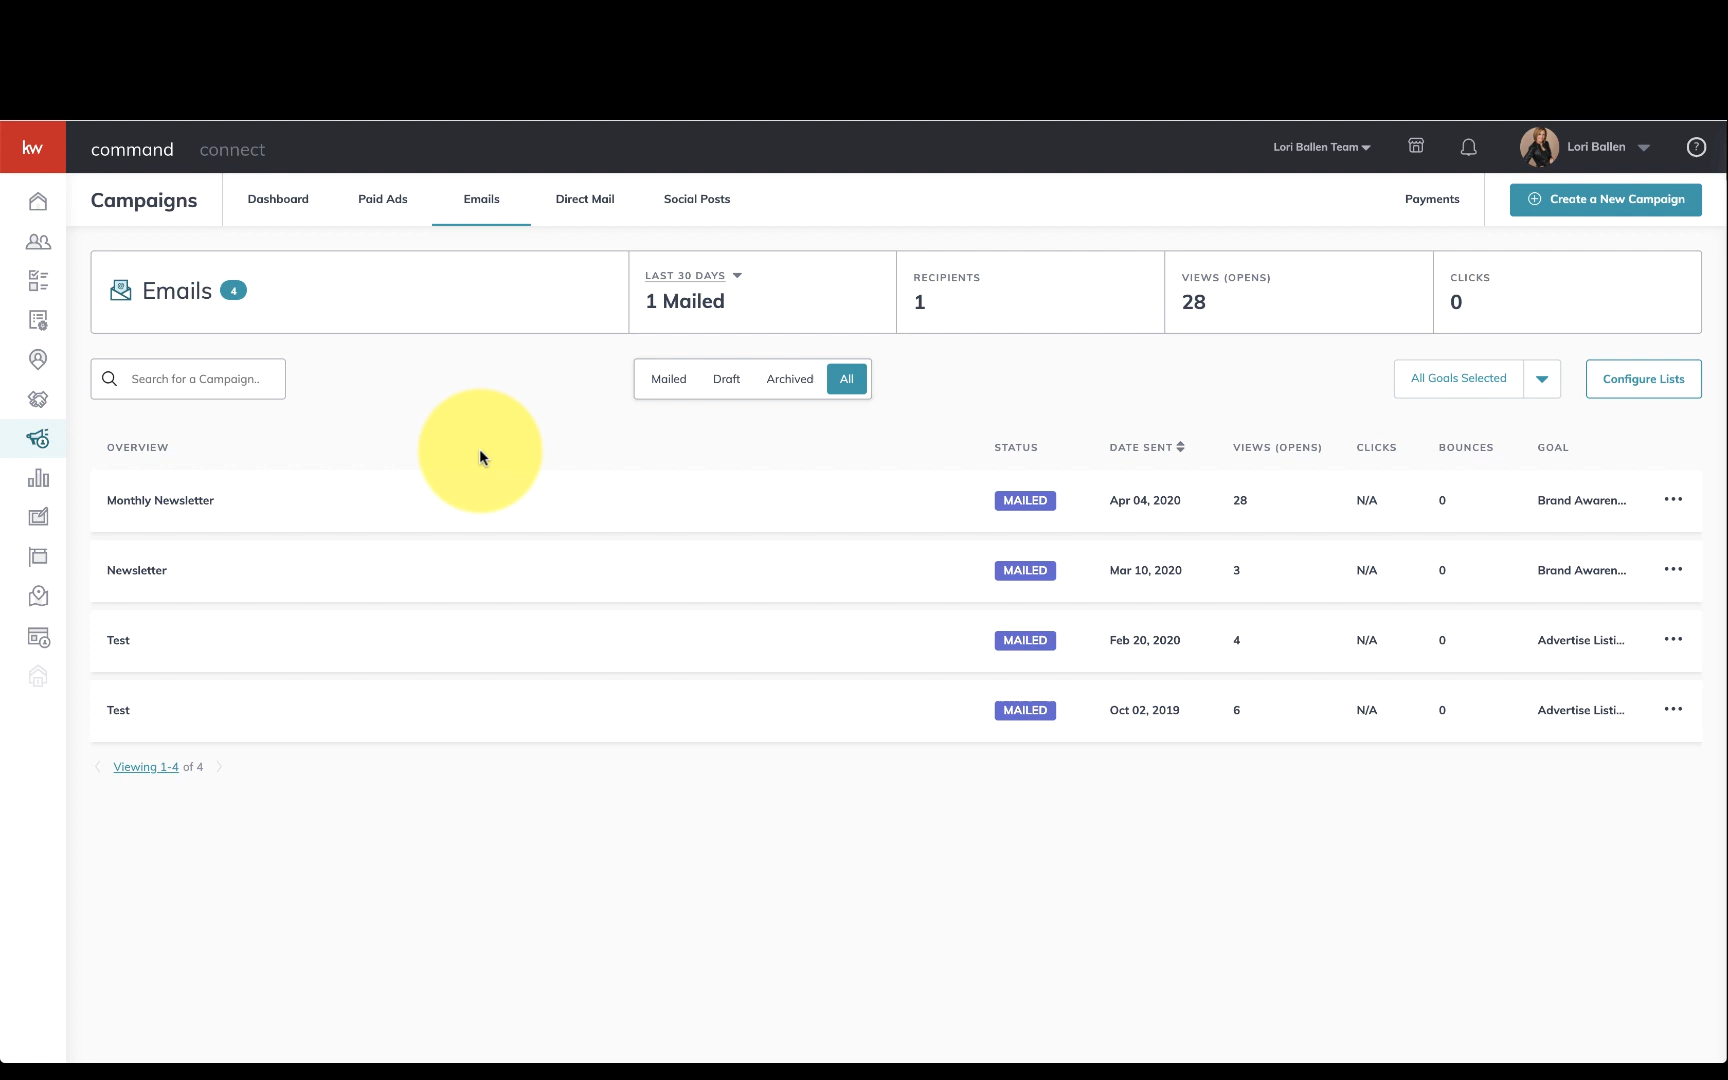 kw command connect Lori Ballen Team Lori Ballen ?
Campaigns Dashboard Paid Ads Emails Direct Mail Social Posts Payments Create a New Campaign
Emails 4
LAST 30 DAYS
1 Mailed
RECIPIENTS
1
VIEWS (OPENS)
28
CLICKS
0
Search for a Campaign..
Mailed Draft Archived All
All Goals Selected
Configure Lists
OVERVIEW STATUS DATE SENT VIEWS (OPENS) CLICKS BOUNCES GOAL
Monthly Newsletter MAILED Apr 04, 2020 28 N/A 0 Brand Awaren...
Newsletter MAILED Mar 10, 2020 3 N/A 0 Brand Awaren...
Test MAILED Feb 20, 2020 4 N/A 0 Advertise Listi...
Test MAILED Oct 02, 2019 6 N/A 0 Advertise Listi...
Viewing 1-4 of 4